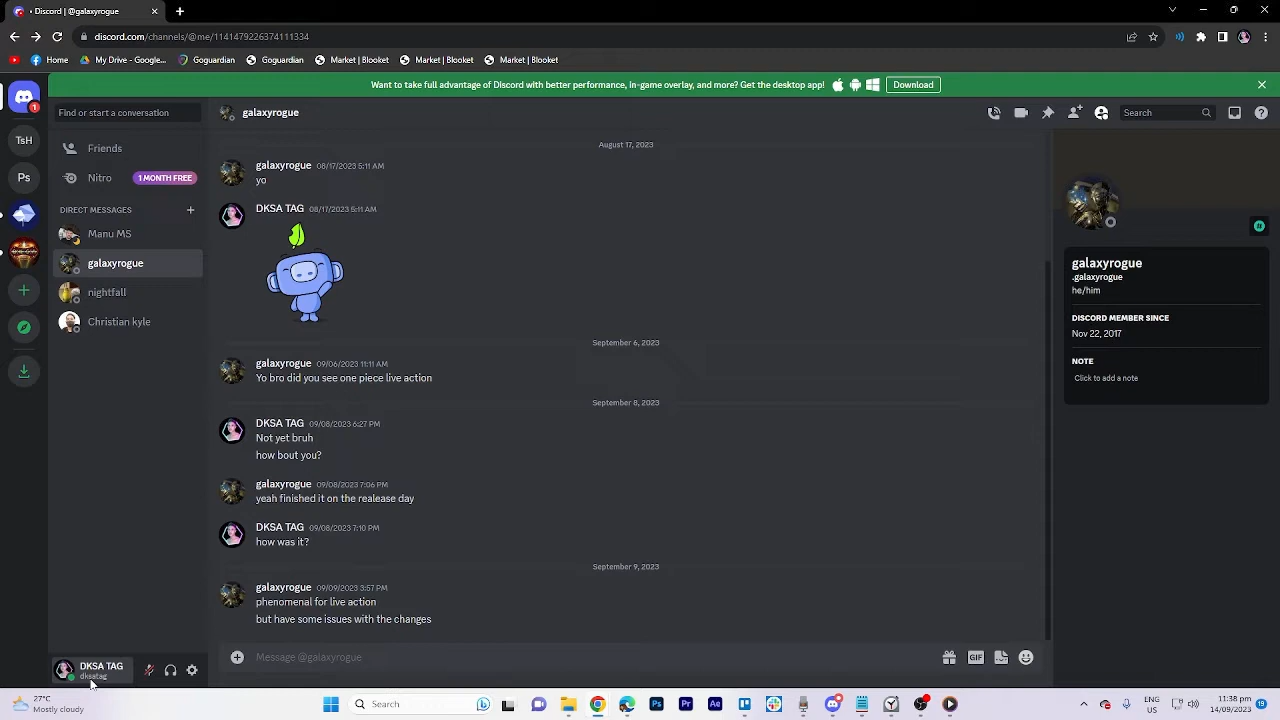 • Discord | @galaxyrogue
discord.com/channels/@me/1141479226374111334
Home
My Drive - Google...
Goguardian
Goguardian
Market | Blooket
Market | Blooket
Market | Blooket
Want to take full advantage of Discord with better performance, in-game overlay, and more? Get the desktop app!
Download
Find or start a conversation
galaxyrogue
Search
1
TsH
Ps
Friends
Nitro
1 MONTH FREE
DIRECT MESSAGES
Manu MS
galaxyrogue
nightfall
Christian kyle
August 17, 2023
galaxyrogue 08/17/2023 5:11 AM
yo
DKSA TAG 08/17/2023 5:11 AM
September 6, 2023
galaxyrogue 09/06/2023 11:11 AM
Yo bro did you see one piece live action
September 8, 2023
DKSA TAG 09/08/2023 6:27 PM
Not yet bruh
how bout you?
galaxyrogue 09/08/2023 7:06 PM
yeah finished it on the realease day
DKSA TAG 09/08/2023 7:10 PM
how was it?
September 9, 2023
galaxyrogue 09/09/2023 3:57 PM
phenomenal for live action
but have some issues with the changes
Message @galaxyrogue
GIF
galaxyrogue
.galaxyrogue
he/him
DISCORD MEMBER SINCE
Nov 22, 2017
NOTE
Click to add a note
DKSA TAG
dksatag
27°C
Mostly cloudy
Search
Ps
Pr
Ae
ENG
US
11:38 PM
14/09/2023